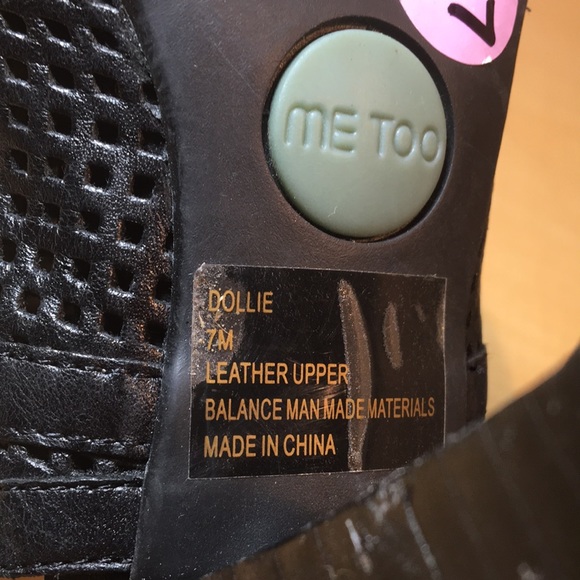 ME TOO
DOLLIE
7M
LEATHER UPPER
BALANCE MAN MADE MATERIALS
MADE IN CHINA